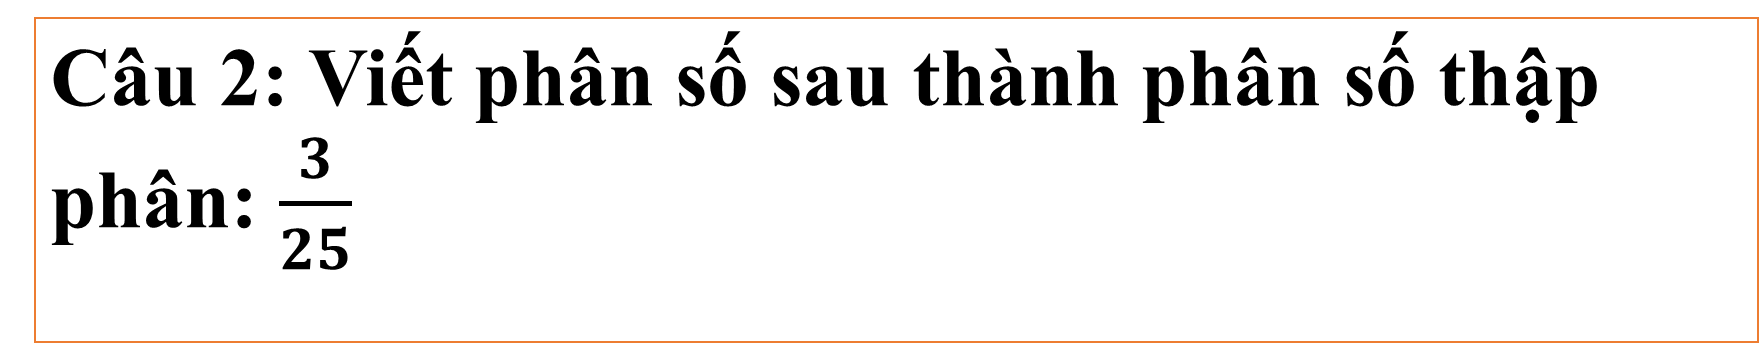 Câu 2: Viết phân số sau thành phân số thập
phân: 3/25